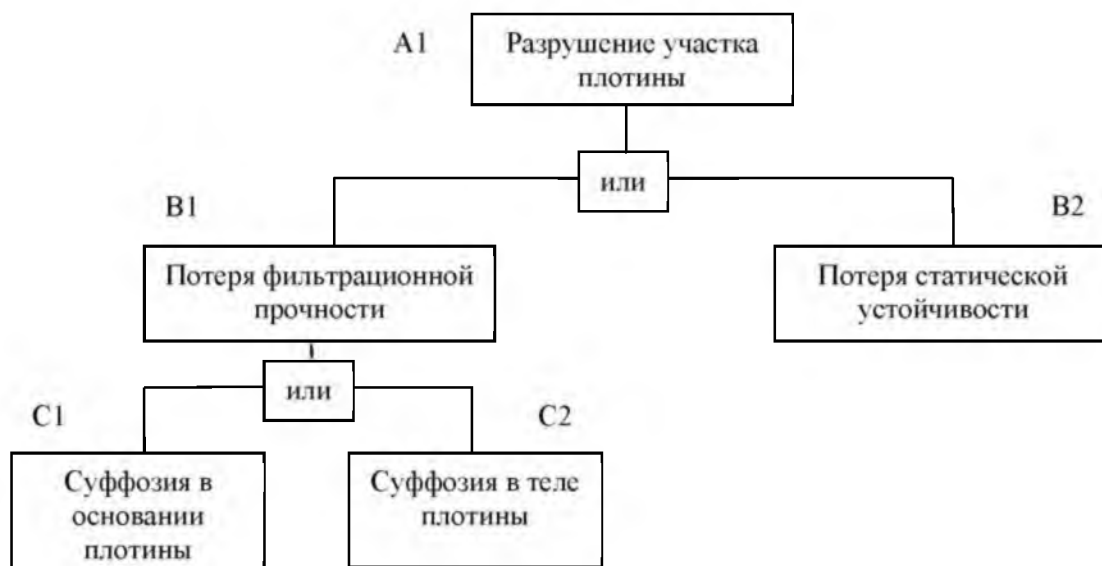 A1
Разрушение участка
плотины
или
B1
B2
Потеря фильтрационной
прочности
Потеря статической
устойчивости
или
C1
C2
Суффозия в
основании
плотины
Суффозия в теле
плотины